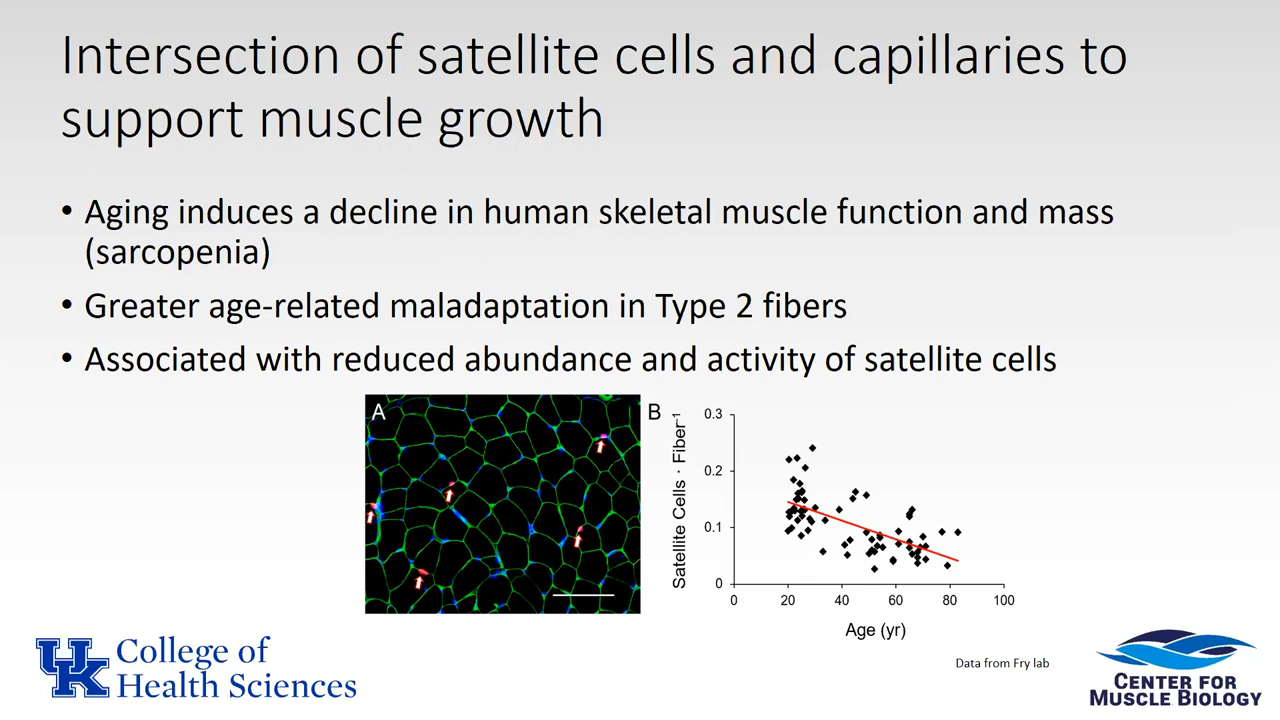 Intersection of satellite cells and capillaries to
support muscle growth
• Aging induces a decline in human skeletal muscle function and mass
(sarcopenia)
• Greater age-related maladaptation in Type 2 fibers
• Associated with reduced abundance and activity of satellite cells
A
B
Satellite Cells · Fiber⁻¹
0.3
0.2
0.1
0
0 20 40 60 80 100
Age (yr)
Data from Fry lab
UK
College of
Health Sciences
CENTER FOR
MUSCLE BIOLOGY